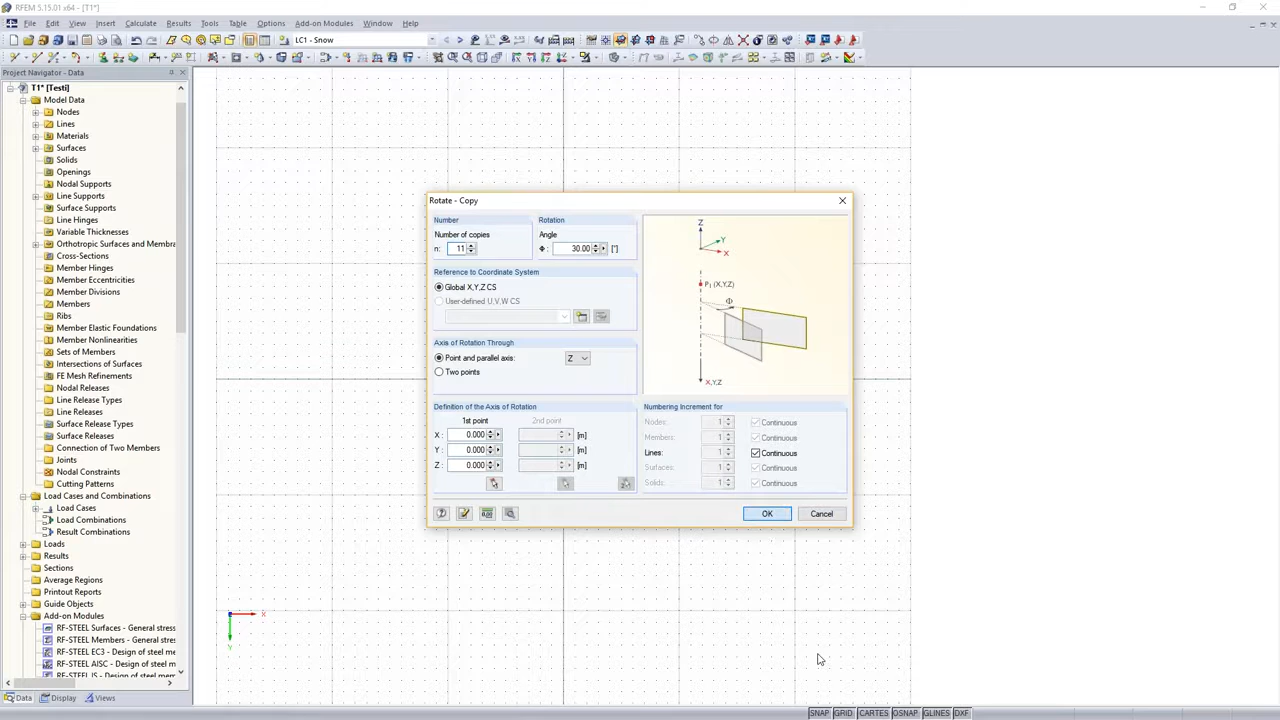 RFEM 5.15.01 x64 - [T1*]
File Edit View Insert Calculate Results Tools Table Options Add-on Modules Window Help
LC1 - Snow
Project Navigator - Data
T1* [Testi]
Model Data
Nodes
Lines
Materials
Surfaces
Solids
Openings
Nodal Supports
Line Supports
Surface Supports
Line Hinges
Variable Thicknesses
Orthotropic Surfaces and Membra
Cross-Sections
Member Hinges
Member Eccentricities
Member Divisions
Members
Ribs
Member Elastic Foundations
Member Nonlinearities
Sets of Members
Intersections of Surfaces
FE Mesh Refinements
Nodal Releases
Line Release Types
Line Releases
Surface Release Types
Surface Releases
Connection of Two Members
Joints
Nodal Constraints
Cutting Patterns
Load Cases and Combinations
Load Cases
Load Combinations
Result Combinations
Loads
Results
Sections
Average Regions
Printout Reports
Guide Objects
Add-on Modules
RF-STEEL Surfaces - General stress
RF-STEEL Members - General stres
RF-STEEL EC3 - Design of steel me
RF-STEEL AISC - Design of steel m
RF-STEEL IS - Design of steel mem
Data Display Views
X
Y
Rotate - Copy
Number
Number of copies
n: 11
Rotation
Angle
Φ : 30.00 [°]
Reference to Coordinate System
Global X,Y,Z CS
User-defined U,V,W CS
Axis of Rotation Through
Point and parallel axis: Z
Two points
Definition of the Axis of Rotation
1st point 2nd point
X : 0.000 [m]
Y : 0.000 [m]
Z : 0.000 [m]
Z
Y
X
P1 (X,Y,Z)
Φ
X,Y,Z
Numbering Increment for
Nodes: 1 Continuous
Members: 1 Continuous
Lines: 1 Continuous
Surfaces: 1 Continuous
Solids: 1 Continuous
OK Cancel
SNAP GRID CARTES OSNAP GLINES DXF